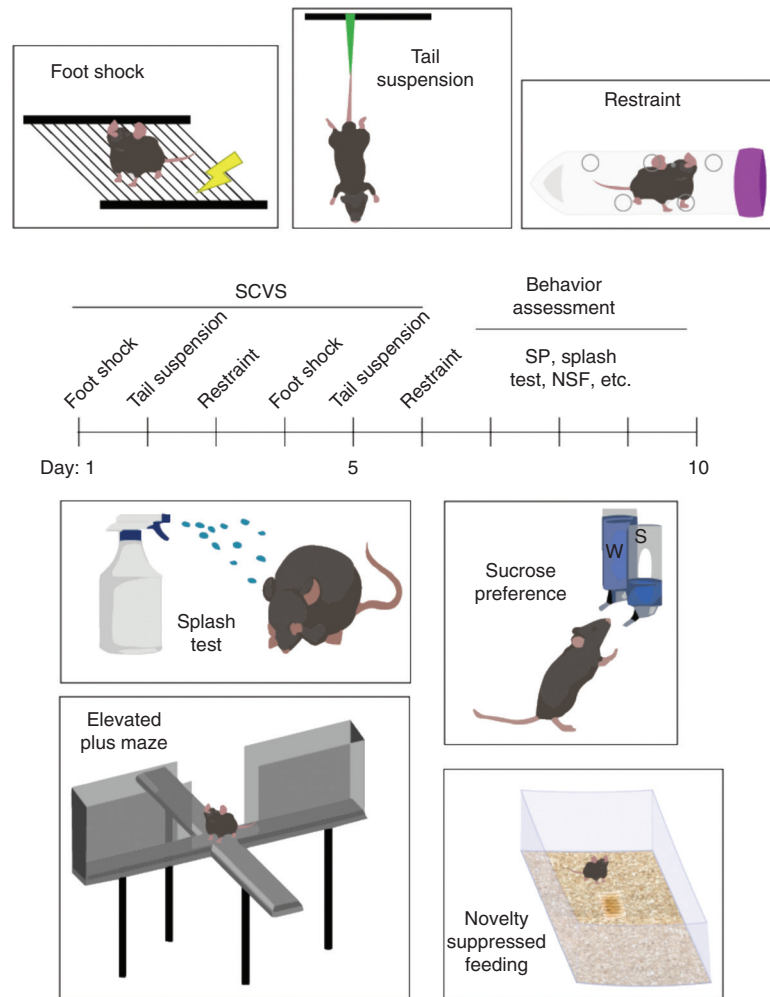 Foot shock
Tail
suspension
Restraint
SCVS
Behavior
assessment
Foot shock
Tail suspension
Restraint
Foot shock
Tail suspension
Restraint
SP, splash
test, NSF, etc.
Day: 1
5
10
Splash
test
W
S
Sucrose
preference
Elevated
plus maze
Novelty
suppressed
feeding